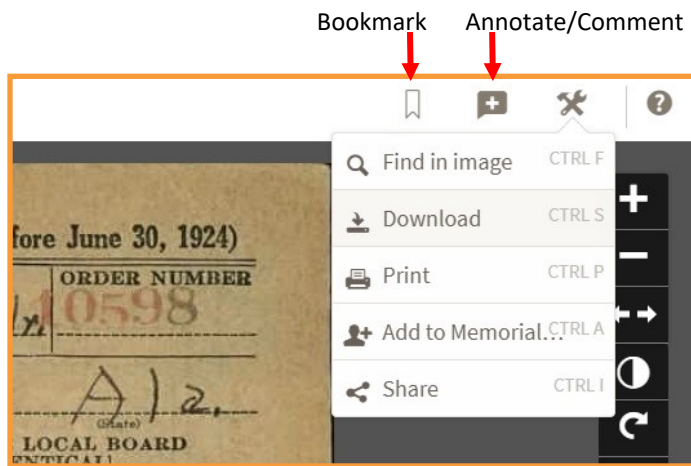 Bookmark Annotate/Comment
Find in image CTRL F
Download CTRL S
Print CTRL P
Add to Memorial... CTRL A
Share CTRL I
fore June 30, 1924)
ORDER NUMBER
10598
Ala.
(State)
LOCAL BOARD